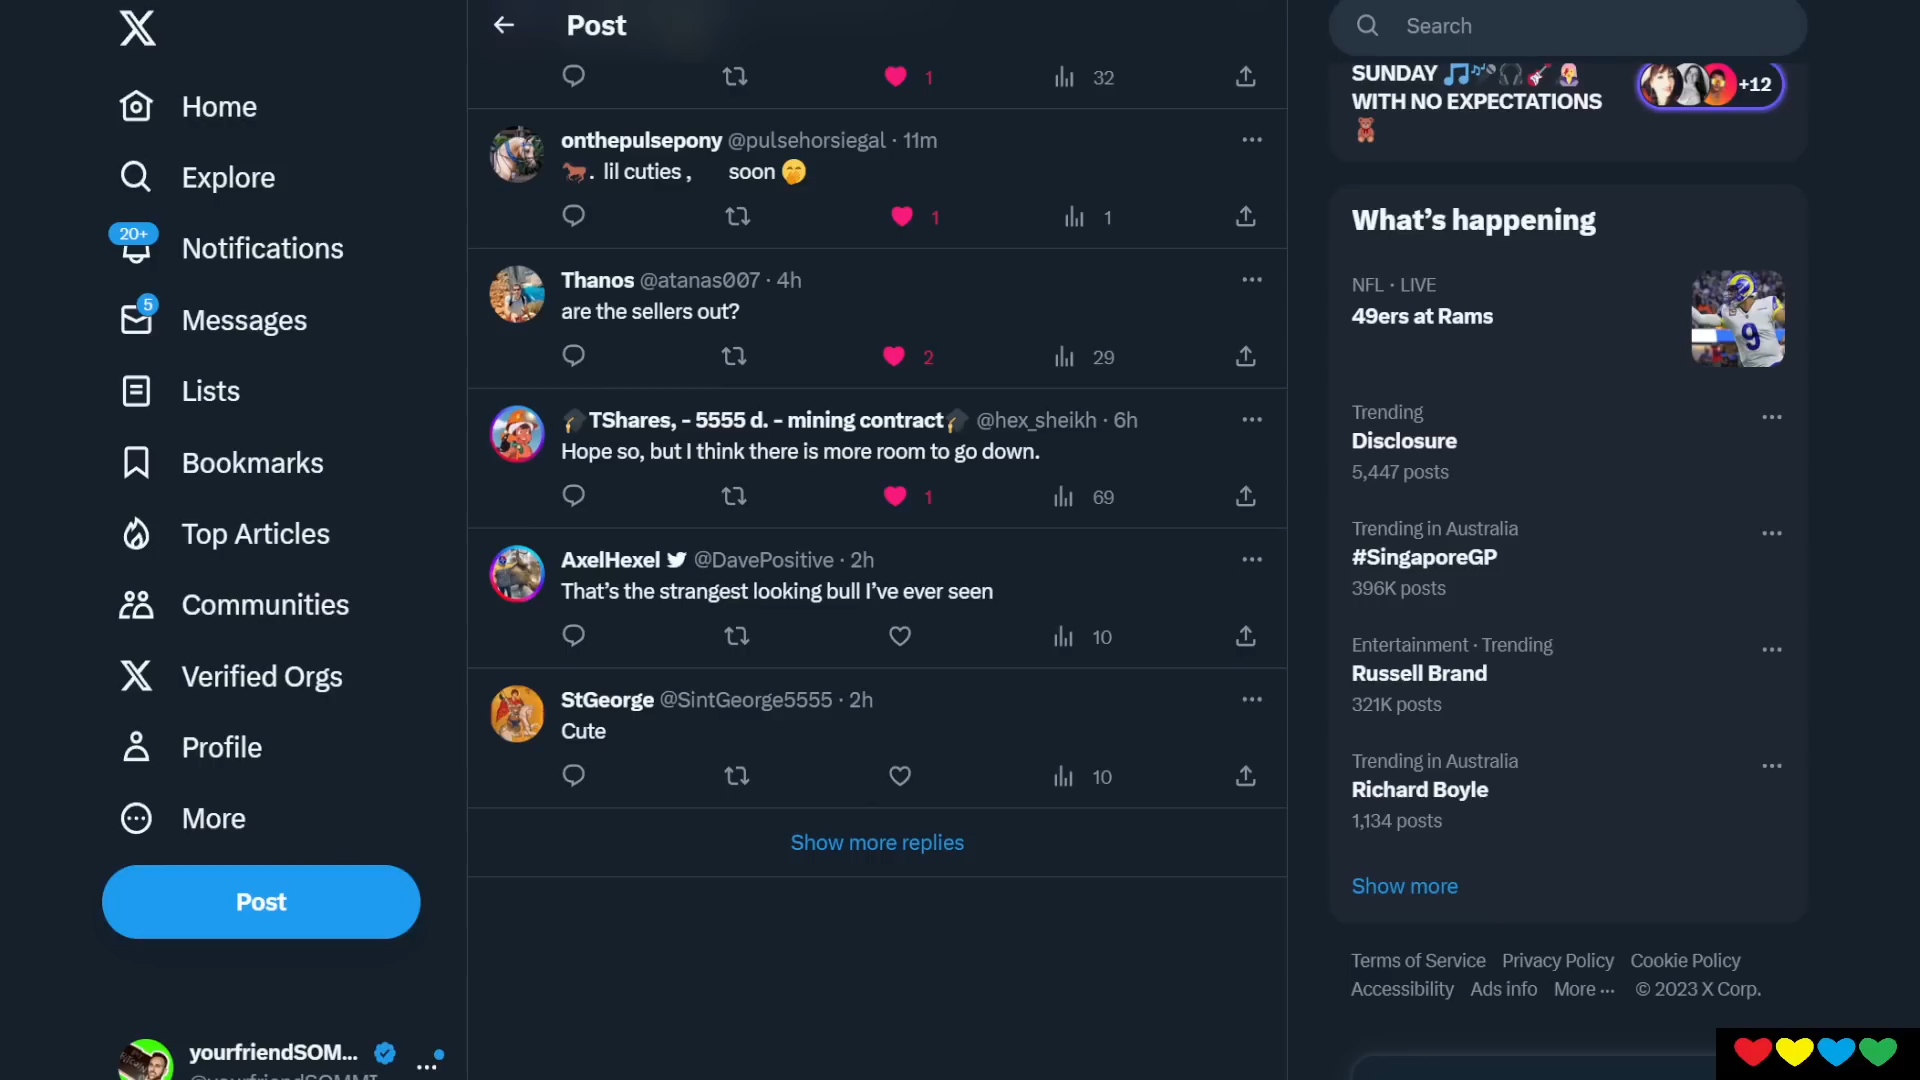 Home
Explore
20+
Notifications
5
Messages
Lists
Bookmarks
Top Articles
Communities
Verified Orgs
Profile
More
Post
yourfriendSOM...
Post
1 32
onthepulsepony @pulsehorsiegal · 11m
🐎. lil cuties , soon 🤭
1 1
Thanos @atanas007 · 4h
are the sellers out?
2 29
🎓TShares, - 5555 d. - mining contract🎓 @hex_sheikh · 6h
Hope so, but I think there is more room to go down.
1 69
AxelHexel @DavePositive · 2h
That's the strangest looking bull I've ever seen
10
StGeorge @SintGeorge5555 · 2h
Cute
10
Show more replies
Search
SUNDAY
WITH NO EXPECTATIONS
+12
What's happening
NFL · LIVE
49ers at Rams
9
Trending
Disclosure
5,447 posts
Trending in Australia
#SingaporeGP
396K posts
Entertainment · Trending
Russell Brand
321K posts
Trending in Australia
Richard Boyle
1,134 posts
Show more
Terms of Service Privacy Policy Cookie Policy
Accessibility Ads info More ··· © 2023 X Corp.